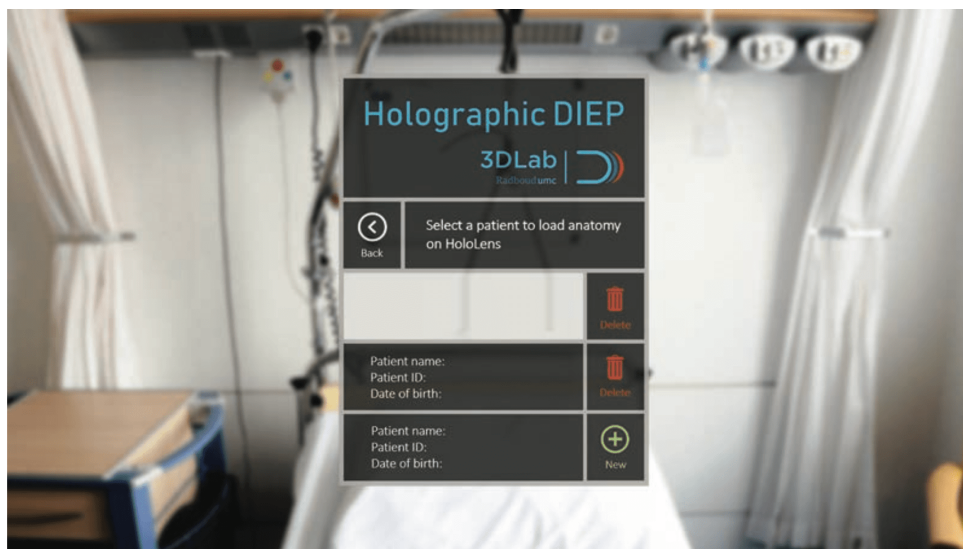 Holographic DIEP
3DLab
Radboudumc
Back
Select a patient to load anatomy
on HoloLens
Delete
Patient name:
Patient ID:
Date of birth:
Delete
Patient name:
Patient ID:
Date of birth:
New